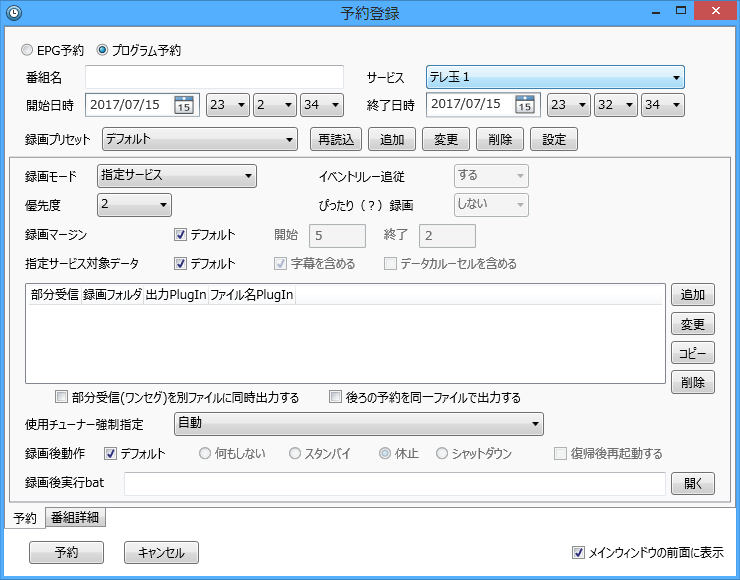 予約登録
EPG予約 プログラム予約
番組名 サービス テレ玉１
開始日時 2017/07/15 15 23 2 34 終了日時 2017/07/15 15 23 32 34
録画プリセット デフォルト 再読込 追加 変更 削除 設定
録画モード 指定サービス イベントリレー追従 する
優先度 2 ぴったり（？）録画 しない
録画マージン デフォルト 開始 5 終了 2
指定サービス対象データ デフォルト 字幕を含める データカルーセルを含める
部分受信 録画フォルダ 出力PlugIn ファイル名PlugIn 追加
変更
コピー
削除
部分受信(ワンセグ)を別ファイルに同時出力する 後ろの予約を同一ファイルで出力する
使用チューナー強制指定 自動
録画後動作 デフォルト 何もしない スタンバイ 休止 シャットダウン 復帰後再起動する
録画後実行bat 開く
予約 番組詳細
予約 キャンセル メインウィンドウの前面に表示